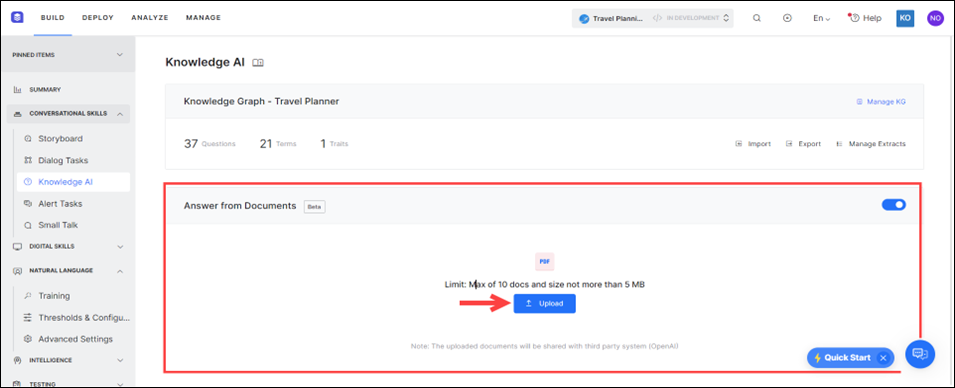 BUILD DEPLOY ANALYZE MANAGE Travel Planni... </> IN DEVELOPMENT En Help KO NO
PINNED ITEMS
SUMMARY
CONVERSATIONAL SKILLS
Storyboard
Dialog Tasks
Knowledge AI
Alert Tasks
Small Talk
DIGITAL SKILLS
NATURAL LANGUAGE
Training
Thresholds & Configu...
Advanced Settings
INTELLIGENCE
TESTING
Knowledge AI
Knowledge Graph - Travel Planner Manage KG
37 Questions 21 Terms 1 Traits Import Export Manage Extracts
Answer from Documents Beta
PDF
Limit: Max of 10 docs and size not more than 5 MB
Upload
Note: The uploaded documents will be shared with third party system (OpenAI)
Quick Start